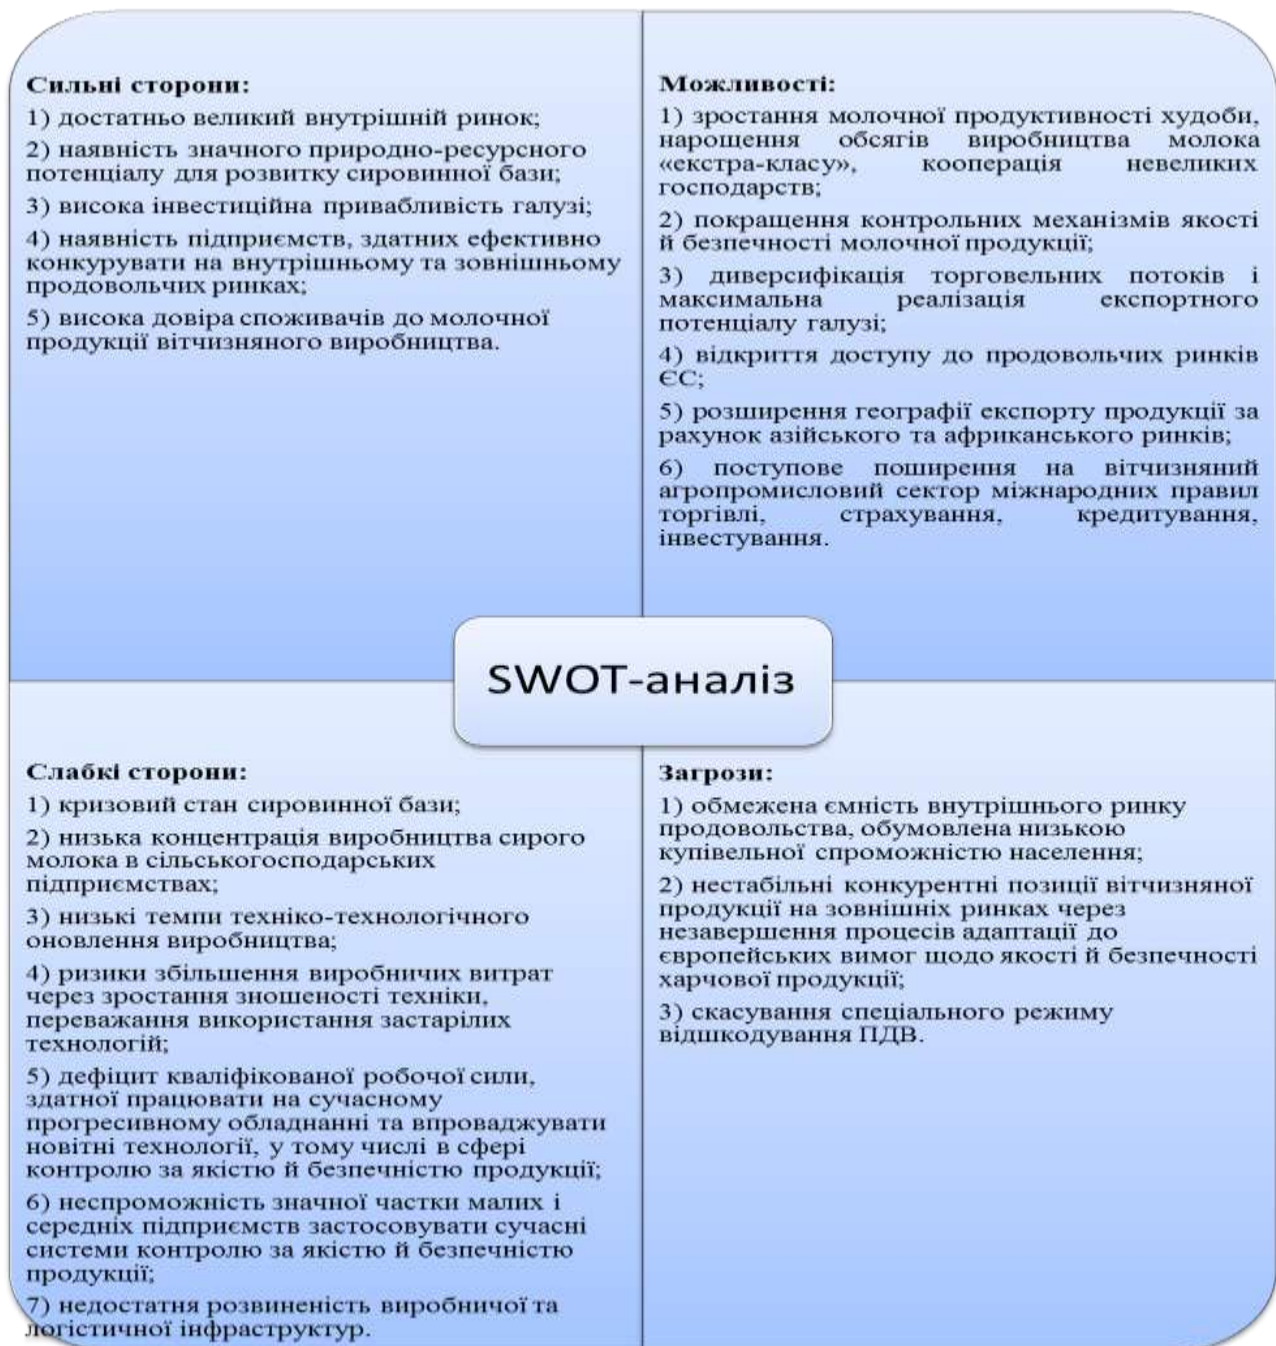 Сильні сторони:
1) достатньо великий внутрішній ринок;
2) наявність значного природно-ресурсного
потенціалу для розвитку сировинної бази;
3) висока інвестиційна привабливість галузі;
4) наявність підприємств, здатних ефективно
конкурувати на внутрішньому та зовнішньому
продовольчих ринках;
5) висока довіра споживачів до молочної
продукції вітчизняного виробництва.
Можливості:
1) зростання молочної продуктивності худоби,
нарощення обсягів виробництва молока
«екстра-класу», кооперація невеликих
господарств;
2) покращення контрольних механізмів якості
й безпечності молочної продукції;
3) диверсифікація торговельних потоків і
максимальна реалізація експортного
потенціалу галузі;
4) відкриття доступу до продовольчих ринків
ЄС;
5) розширення географії експорту продукції за
рахунок азійського та африканського ринків;
6) поступове поширення на вітчизняний
агропромисловий сектор міжнародних правил
торгівлі, страхування, кредитування,
інвестування.
SWOT-аналіз
Слабкі сторони:
1) кризовий стан сировинної бази;
2) низька концентрація виробництва сирого
молока в сільськогосподарських
підприємствах;
3) низькі темпи техніко-технологічного
оновлення виробництва;
4) ризики збільшення виробничих витрат
через зростання зношеності техніки,
переважання використання застарілих
технологій;
5) дефіцит кваліфікованої робочої сили,
здатної працювати на сучасному
прогресивному обладнанні та впроваджувати
новітні технології, у тому числі в сфері
контролю за якістю й безпечністю продукції;
6) неспроможність значної частки малих і
середніх підприємств застосовувати сучасні
системи контролю за якістю й безпечністю
продукції;
7) недостатня розвиненість виробничої та
логістичної інфраструктур.
Загрози:
1) обмежена ємність внутрішнього ринку
продовольства, обумовлена низькою
купівельної спроможністю населення;
2) нестабільні конкурентні позиції вітчизняної
продукції на зовнішніх ринках через
незавершення процесів адаптації до
європейських вимог щодо якості й безпечності
харчової продукції;
3) скасування спеціального режиму
відшкодування ПДВ.